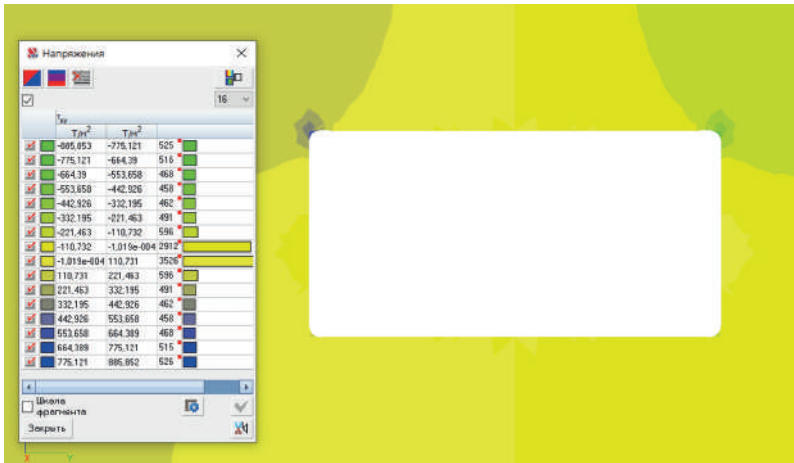 Напряжения
16
τxy
Т/м² Т/м²
-885,853 -775,121 525
-775,121 -664,39 515
-664,39 -553,658 468
-553,658 -442,926 458
-442,926 -332,195 462
-332,195 -221,463 491
-221,463 -110,732 596
-110,732 -1,019e-004 2912
-1,019e-004 110,731 3526
110,731 221,463 596
221,463 332,195 491
332,195 442,926 462
442,926 553,658 458
553,658 664,389 468
664,389 775,121 515
775,121 885,852 525
Шкала
фрагмента
Закрыть
X Y